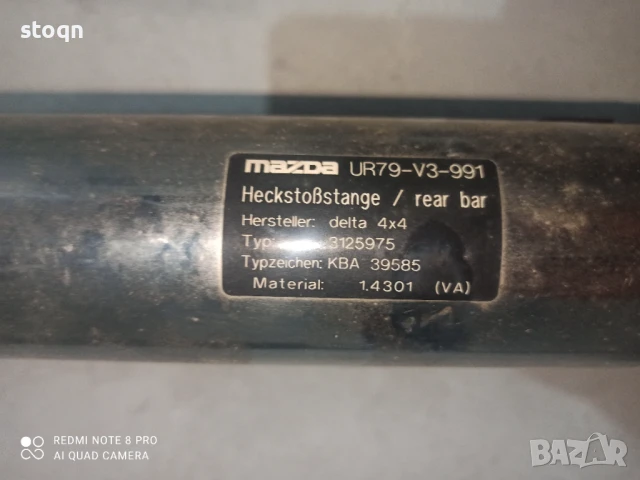 stoqn
mazda UR79-V3-991
Heckstoßstange / rear bar
Hersteller: delta 4x4
Typ: 3125975
Typzeichen: KBA 39585
Material: 1.4301 (VA)
REDMI NOTE 8 PRO
AI QUAD CAMERA
BAZAR